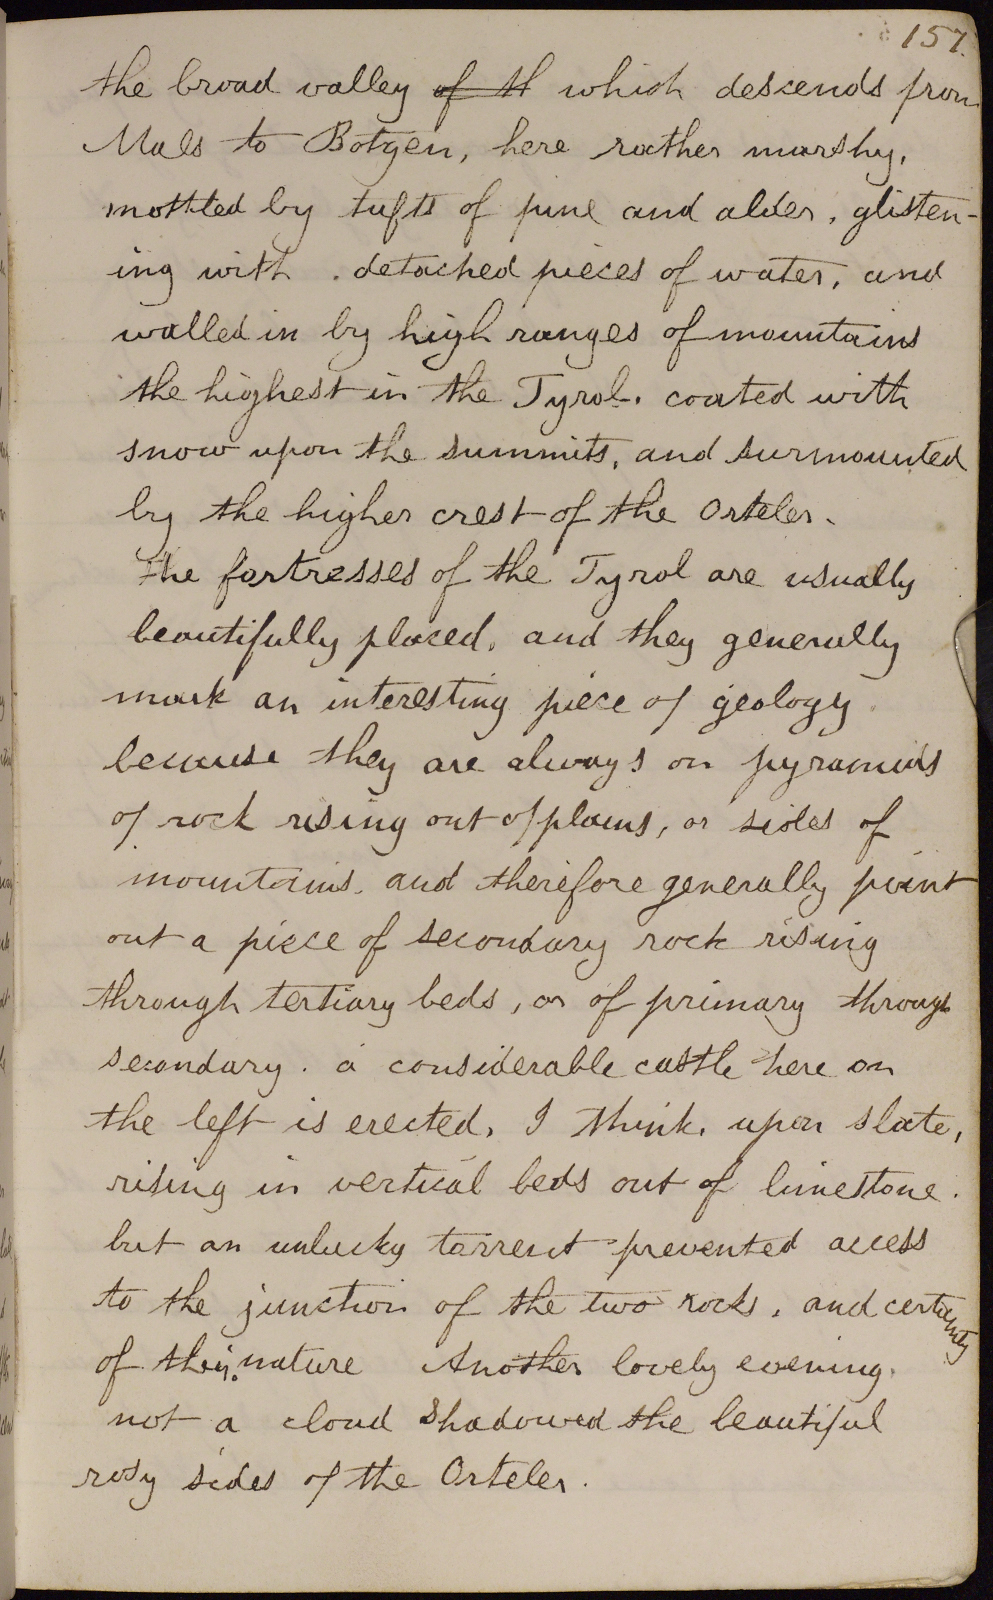 157.
the broad valley of th which descends from
Mals to Botzen, here rather marshy,
mottled by tufts of pine and alder, glisten-
ing with . detached pieces of water, and
walled in by high ranges of mountains
the highest in the Tyrol. coated with
snow upon the summits, and surmounted
by the higher crest of the Orteler.
The fortresses of the Tyrol are usually
beautifully placed, and they generally
mark an interesting piece of geology
because they are always on pyramids
of rock rising out of plains, or sides of
mountains. and therefore generally point
out a piece of secondary rock rising
through tertiary beds, or of primary through
secondary. a considerable castle here on
the left is erected, I think, upon slate,
rising in vertical beds out of limestone.
but an unlucky torrent prevented access
to the junction of the two rocks, and certainty
of their nature Another lovely evening.
not a cloud shadowed the beautiful
rosy sides of the Orteler.